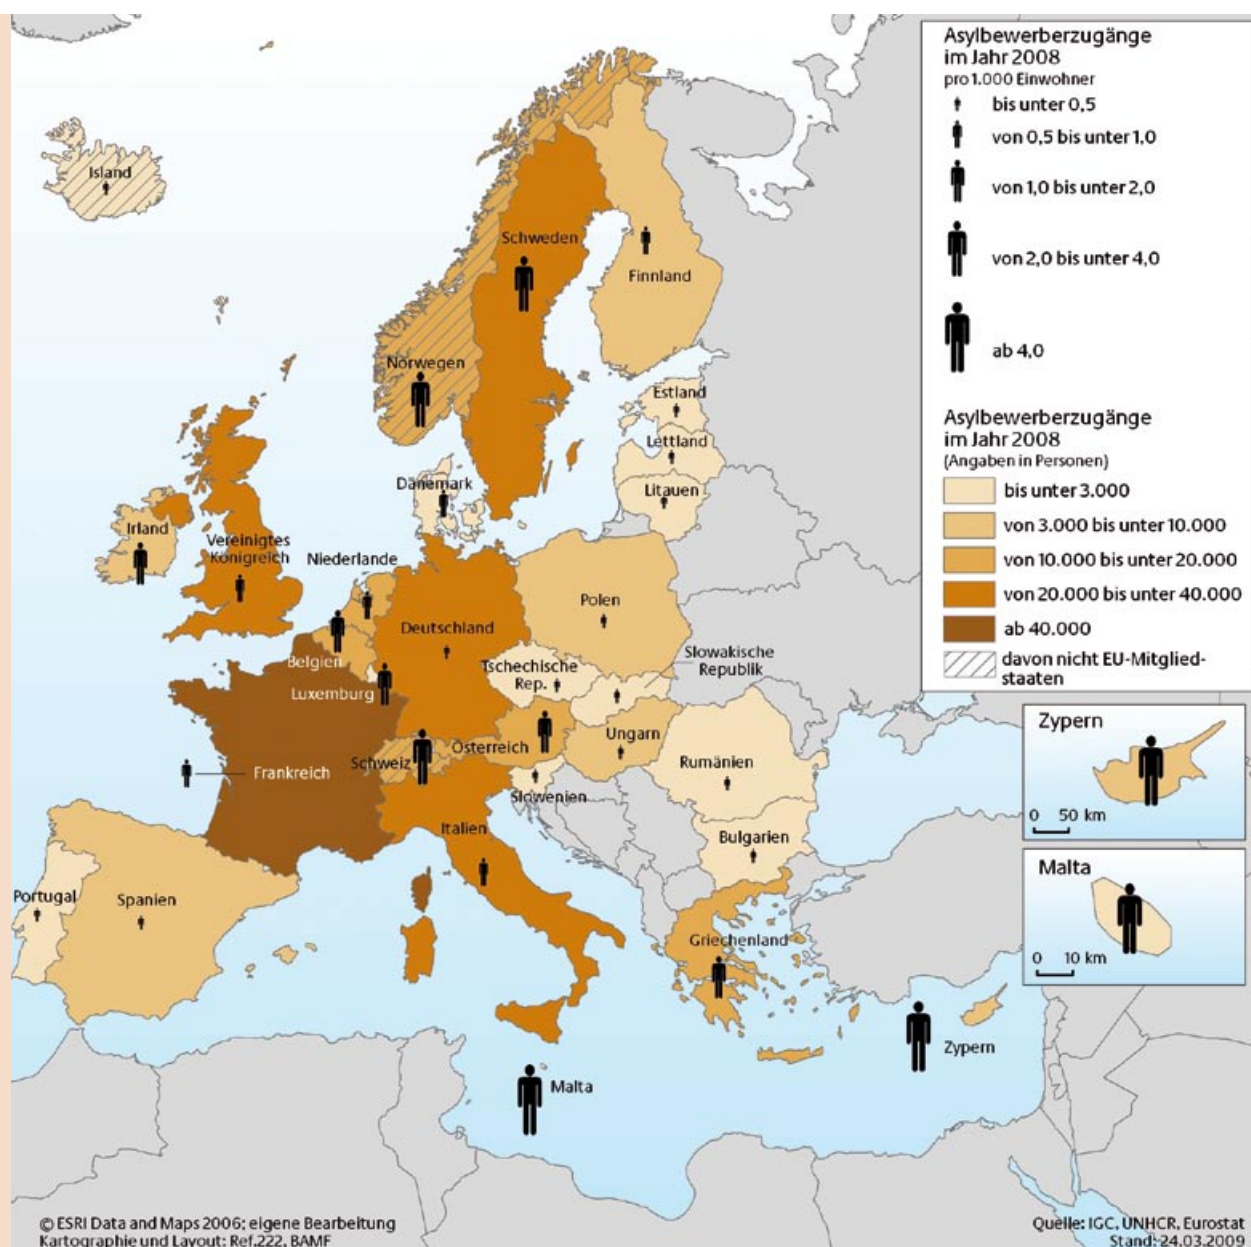 Asylbewerberzugänge
im Jahr 2008
pro 1.000 Einwohner
bis unter 0,5
von 0,5 bis unter 1,0
von 1,0 bis unter 2,0
von 2,0 bis unter 4,0
ab 4,0
Asylbewerberzugänge
im Jahr 2008
(Angaben in Personen)
bis unter 3.000
von 3.000 bis unter 10.000
von 10.000 bis unter 20.000
von 20.000 bis unter 40.000
ab 40.000
davon nicht EU-Mitglied-
staaten
Island
Schweden
Finnland
Norwegen
Estland
Lettland
Litauen
Dänemark
Irland
Vereinigtes
Königreich
Niederlande
Polen
Deutschland
Belgien
Luxemburg
Tschechische
Rep.
Slowakische
Republik
Österreich
Ungarn
Schweiz
Frankreich
Slowenien
Rumänien
Italien
Bulgarien
Portugal
Spanien
Griechenland
Zypern
Malta
Zypern
0 50 km
Malta
0 10 km
© ESRI Data and Maps 2006; eigene Bearbeitung
Kartographie und Layout: Ref.222, BAMF
Quelle: IGC, UNHCR, Eurostat
Stand: 24.03.2009